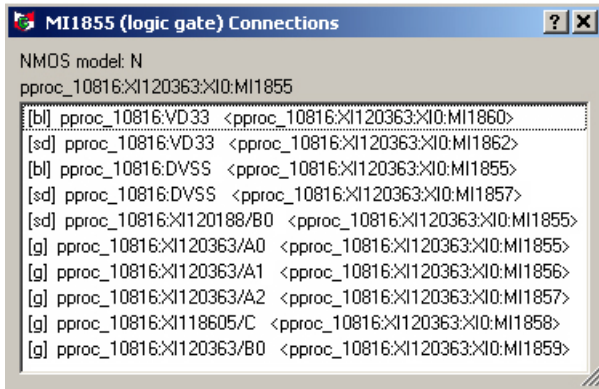 MI1855 (logic gate) Connections
NMOS model: N
pproc_10816:XI120363:XI0:MI1855
[bl] pproc_10816:VD33 <pproc_10816:XI120363:XI0:MI1860>
[sd] pproc_10816:VD33 <pproc_10816:XI120363:XI0:MI1862>
[bl] pproc_10816:DVSS <pproc_10816:XI120363:XI0:MI1855>
[sd] pproc_10816:DVSS <pproc_10816:XI120363:XI0:MI1857>
[sd] pproc_10816:XI120188/B0 <pproc_10816:XI120363:XI0:MI1855>
[g] pproc_10816:XI120363/A0 <pproc_10816:XI120363:XI0:MI1855>
[g] pproc_10816:XI120363/A1 <pproc_10816:XI120363:XI0:MI1856>
[g] pproc_10816:XI120363/A2 <pproc_10816:XI120363:XI0:MI1857>
[g] pproc_10816:XI118605/C <pproc_10816:XI120363:XI0:MI1858>
[g] pproc_10816:XI120363/B0 <pproc_10816:XI120363:XI0:MI1859>